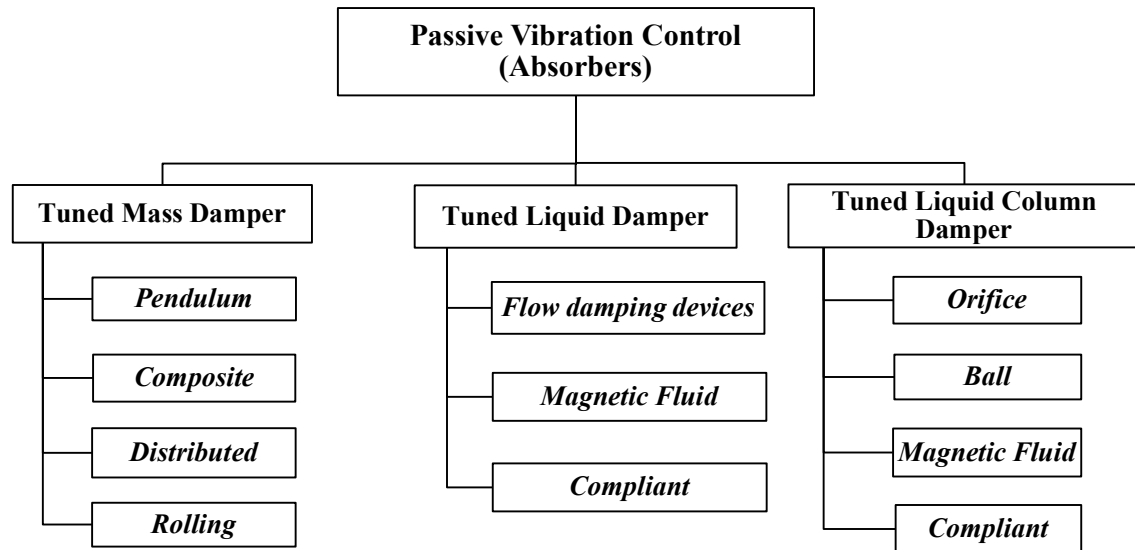 Passive Vibration Control
(Absorbers)
Tuned Mass Damper
Pendulum
Composite
Distributed
Rolling
Tuned Liquid Damper
Flow damping devices
Magnetic Fluid
Compliant
Tuned Liquid Column
Damper
Orifice
Ball
Magnetic Fluid
Compliant